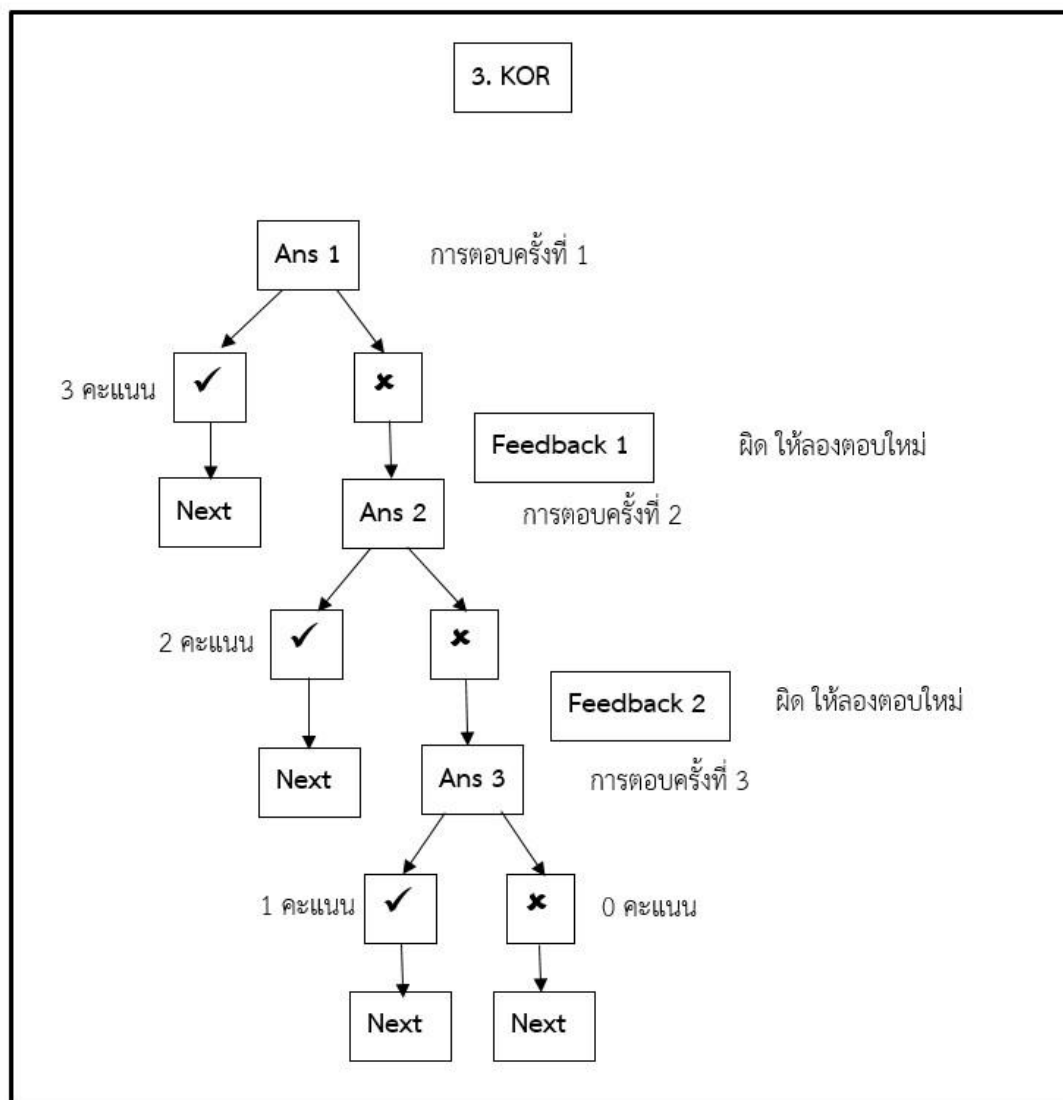 3. KOR
Ans 1 การตอบครั้งที่ 1
3 คะแนน ✓ ✗
Feedback 1 ผิด ให้ลองตอบใหม่
Next Ans 2 การตอบครั้งที่ 2
2 คะแนน ✓ ✗
Feedback 2 ผิด ให้ลองตอบใหม่
Next Ans 3 การตอบครั้งที่ 3
1 คะแนน ✓ ✗ 0 คะแนน
Next Next